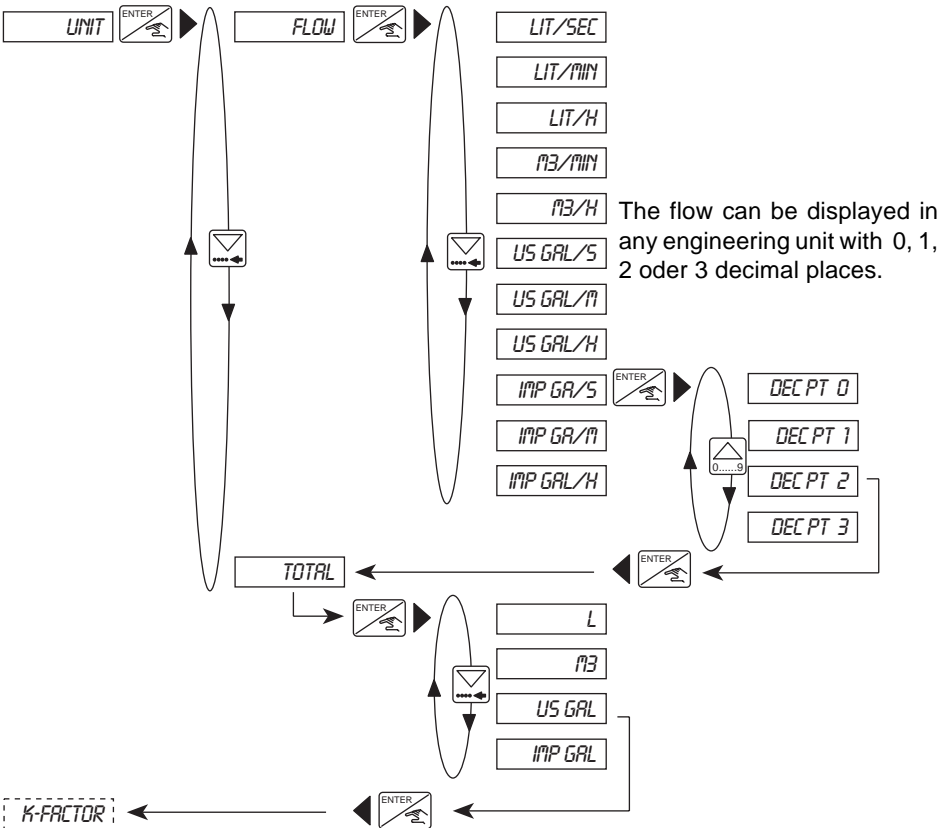 UNIT
ENTER
FLOW
ENTER
LIT/SEC
LIT/MIN
LIT/H
M3/MIN
M3/H
US GAL/S
US GAL/M
US GAL/H
IMP GA/S
IMP GA/M
IMP GAL/H
The flow can be displayed in
any engineering unit with 0, 1,
2 oder 3 decimal places.
ENTER
0......9
DEC PT 0
DEC PT 1
DEC PT 2
DEC PT 3
ENTER
TOTAL
ENTER
L
M3
US GAL
IMP GAL
ENTER
K-FACTOR